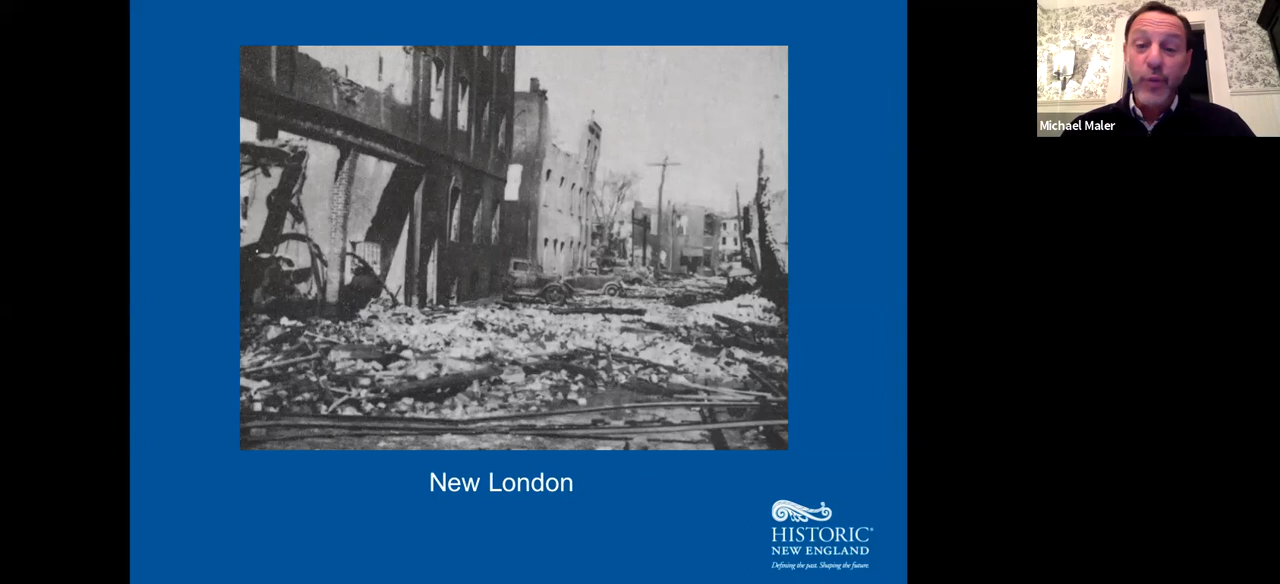 Michael Maler
New London
HISTORIC®
NEW ENGLAND
Defining the past. Shaping the future.